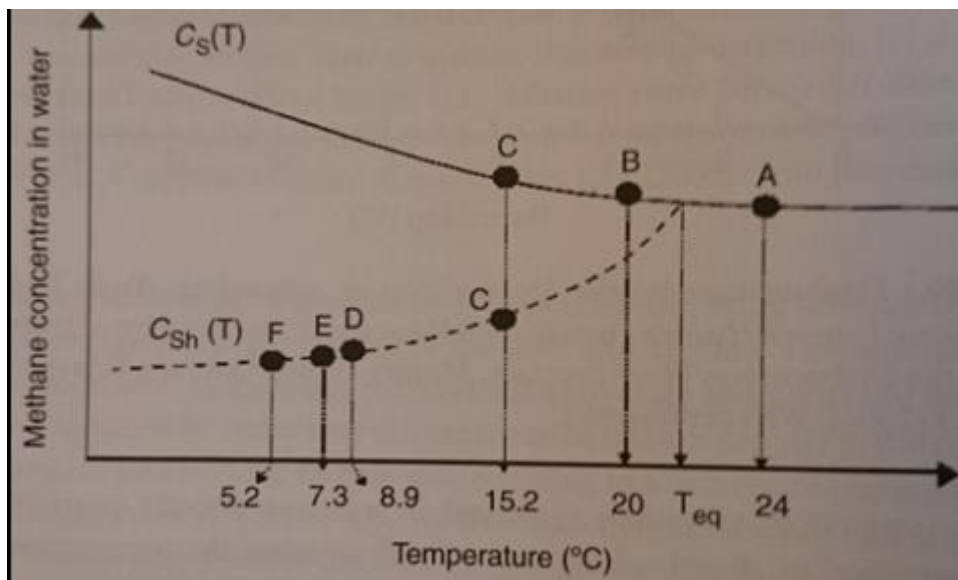 C_S(T)
C B A
C
C_Sh (T) F E D
5.2 7.3 8.9 15.2 20 T_eq 24
Temperature (°C)
Methane concentration in water